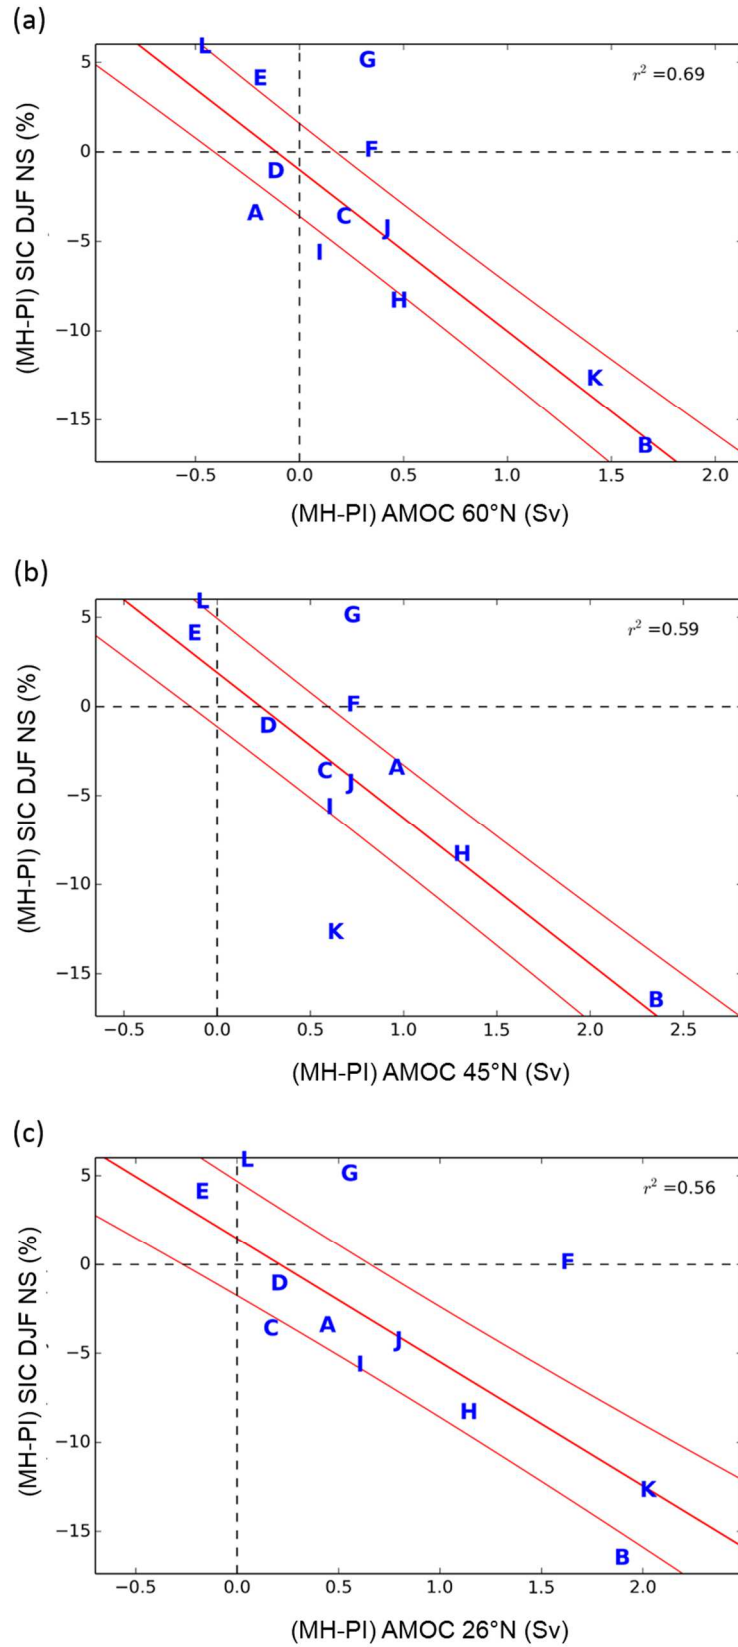 (a)
L
G
E
r² =0.69
5
F
0
D
A
C
J
I
−5
H
−10
K
B
−15
−0.5 0.0 0.5 1.0 1.5 2.0
(MH-PI) SIC DJF NS (%)
(MH-PI) AMOC 60°N (Sv)
(b)
L
G
E
r² =0.59
5
F
0
D
C
A
J
I
−5
H
−10
K
B
−15
−0.5 0.0 0.5 1.0 1.5 2.0 2.5
(MH-PI) SIC DJF NS (%)
(MH-PI) AMOC 45°N (Sv)
(c)
L
G
E
r² =0.56
5
F
0
D
C
A
J
I
−5
H
−10
K
B
−15
−0.5 0.0 0.5 1.0 1.5 2.0
(MH-PI) SIC DJF NS (%)
(MH-PI) AMOC 26°N (Sv)